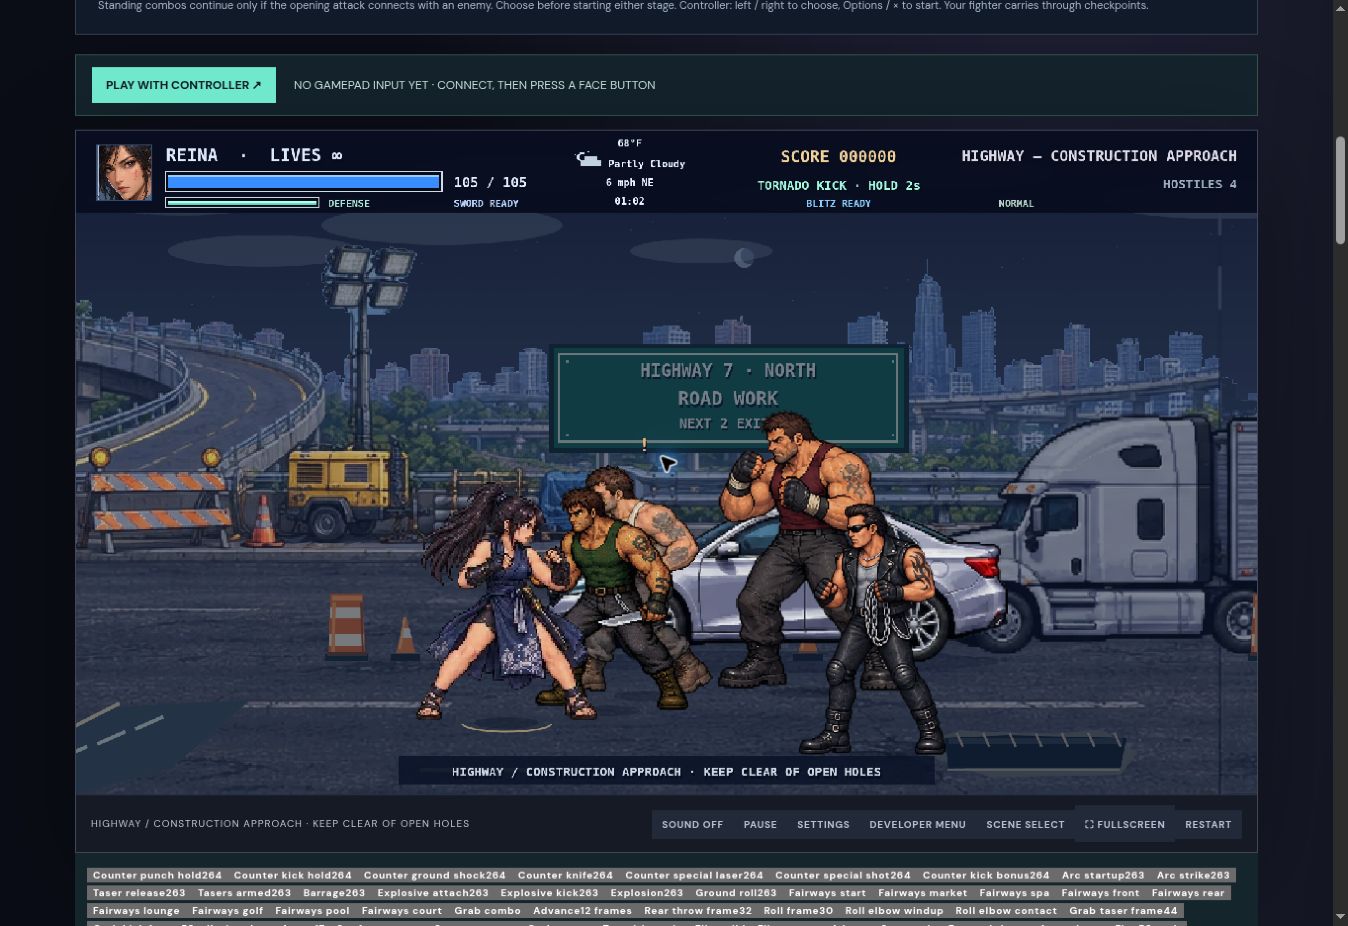 Standing combos continue only if the opening attack connects with an enemy. Choose before starting either stage. Controller: left / right to choose, Options / × to start. Your fighter carries through checkpoints.
PLAY WITH CONTROLLER ↗ NO GAMEPAD INPUT YET · CONNECT, THEN PRESS A FACE BUTTON
REINA · LIVES ∞
105 / 105
DEFENSE SWORD READY
68°F
Partly Cloudy
6 mph NE
01:02
SCORE 000000
TORNADO KICK · HOLD 2s
BLITZ READY
HIGHWAY — CONSTRUCTION APPROACH
HOSTILES 4
NORMAL
HIGHWAY 7 · NORTH
ROAD WORK
NEXT 2 EXI
!
HIGHWAY / CONSTRUCTION APPROACH · KEEP CLEAR OF OPEN HOLES
HIGHWAY / CONSTRUCTION APPROACH · KEEP CLEAR OF OPEN HOLES
SOUND OFF PAUSE SETTINGS DEVELOPER MENU SCENE SELECT FULLSCREEN RESTART
Counter punch hold264 Counter kick hold264 Counter ground shock264 Counter knife264 Counter special laser264 Counter special shot264 Counter kick bonus264 Arc startup263 Arc strike263
Taser release263 Tasers armed263 Barrage263 Explosive attach263 Explosive kick263 Explosion263 Ground roll263 Fairways start Fairways market Fairways spa Fairways front Fairways rear
Fairways lounge Fairways golf Fairways pool Fairways court Grab combo Advance12 frames Rear throw frame32 Roll frame30 Roll elbow windup Roll elbow contact Grab taser frame44